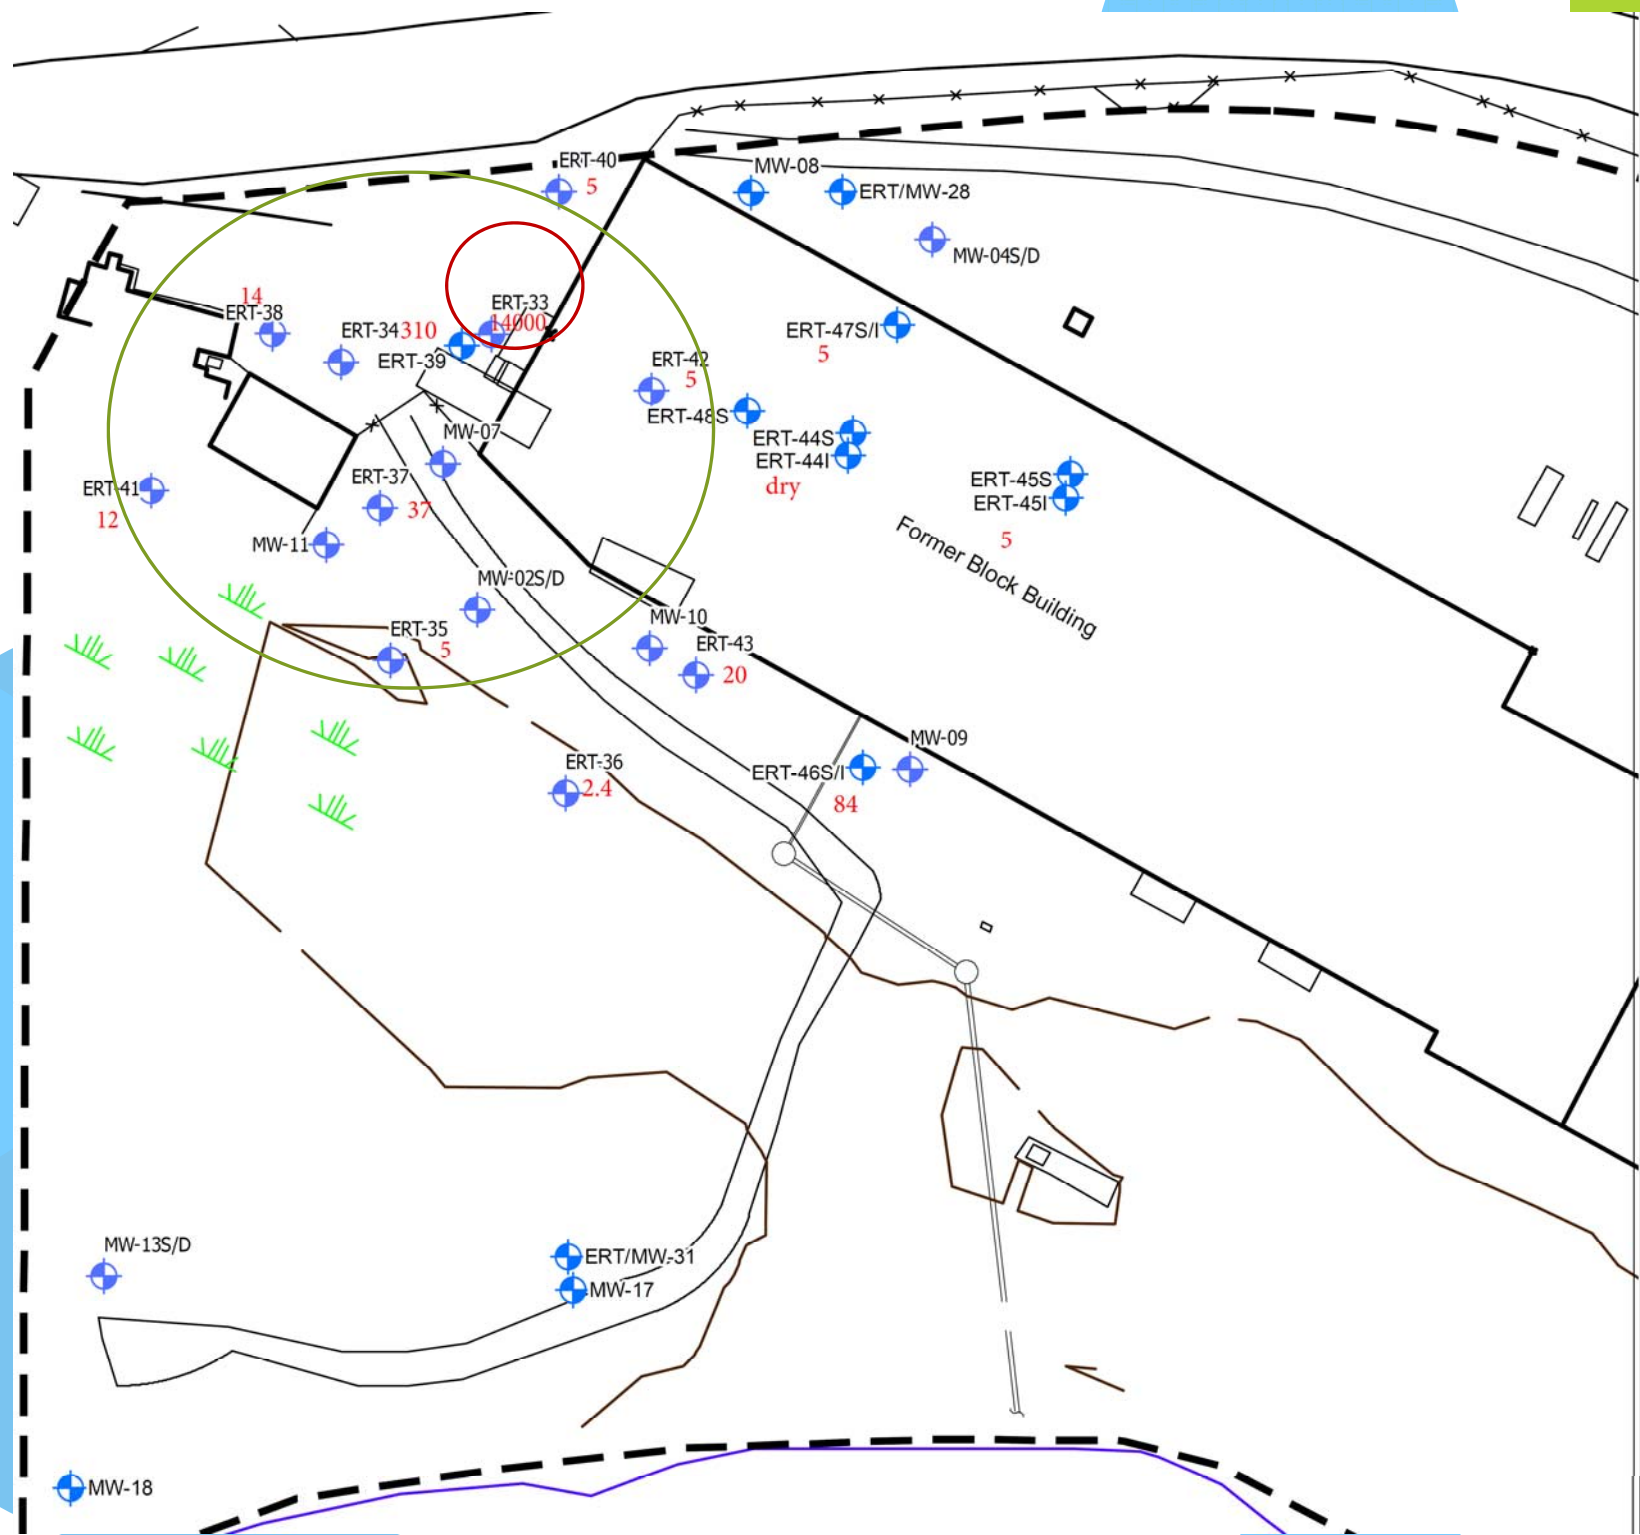 ERT-40
5
MW-08
ERT/MW-28
MW-04S/D
14
ERT-38
ERT-33
14000
ERT-34 310
ERT-39
ERT-47S/I
5
ERT-42
5
ERT-48S
ERT-44S
ERT-44I
dry
MW-07
ERT-45S
ERT-45I
5
ERT-37
37
ERT-41
12
MW-11
Former Block Building
MW-02S/D
ERT-35
5
MW-10
ERT-43
20
MW-09
ERT-36
2.4
ERT-46S/I
84
MW-13S/D
ERT/MW-31
MW-17
MW-18